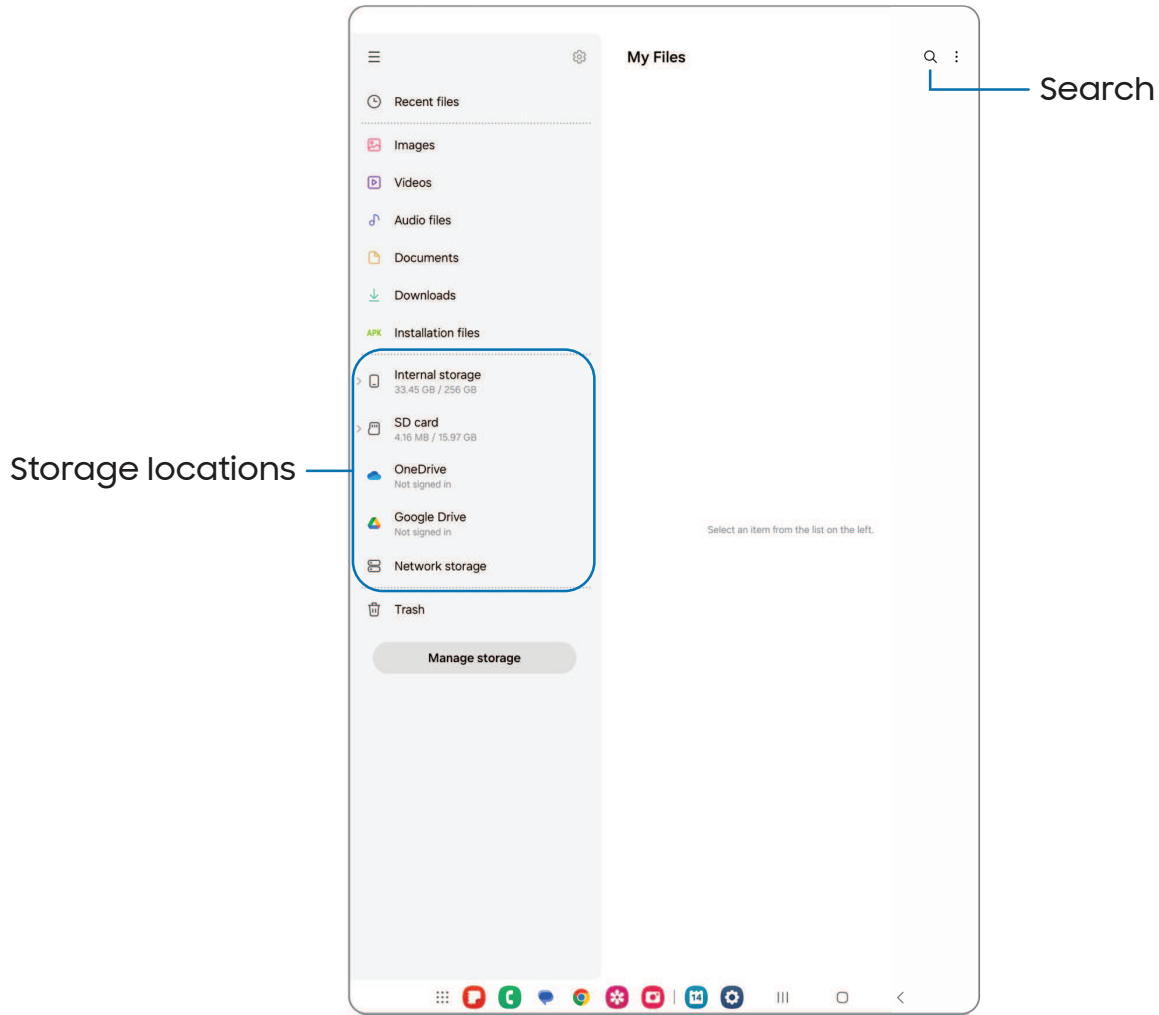 My Files
Search
Recent files
Images
Videos
Audio files
Documents
Downloads
APK Installation files
Internal storage
33.45 GB / 256 GB
SD card
4.16 MB / 15.97 GB
Storage locations
OneDrive
Not signed in
Google Drive
Not signed in
Select an item from the list on the left.
Network storage
Trash
Manage storage
14